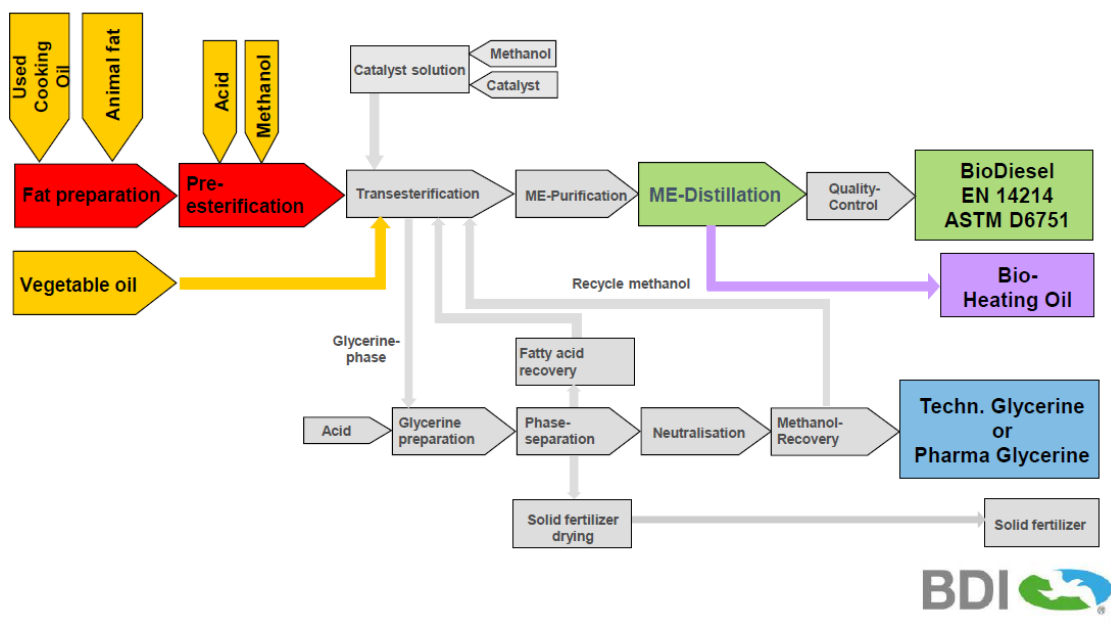 Used
Cooking
Oil
Animal fat
Acid
Methanol
Catalyst solution
Methanol
Catalyst
Fat preparation
Pre-
esterification
Transesterification
ME-Purification
ME-Distillation
Quality-
Control
BioDiesel
EN 14214
ASTM D6751
Vegetable oil
Recycle methanol
Bio-
Heating Oil
Glycerine-
phase
Fatty acid
recovery
Acid
Glycerine
preparation
Phase-
separation
Neutralisation
Methanol-
Recovery
Techn. Glycerine
or
Pharma Glycerine
Solid fertilizer
drying
Solid fertilizer
BDI
®